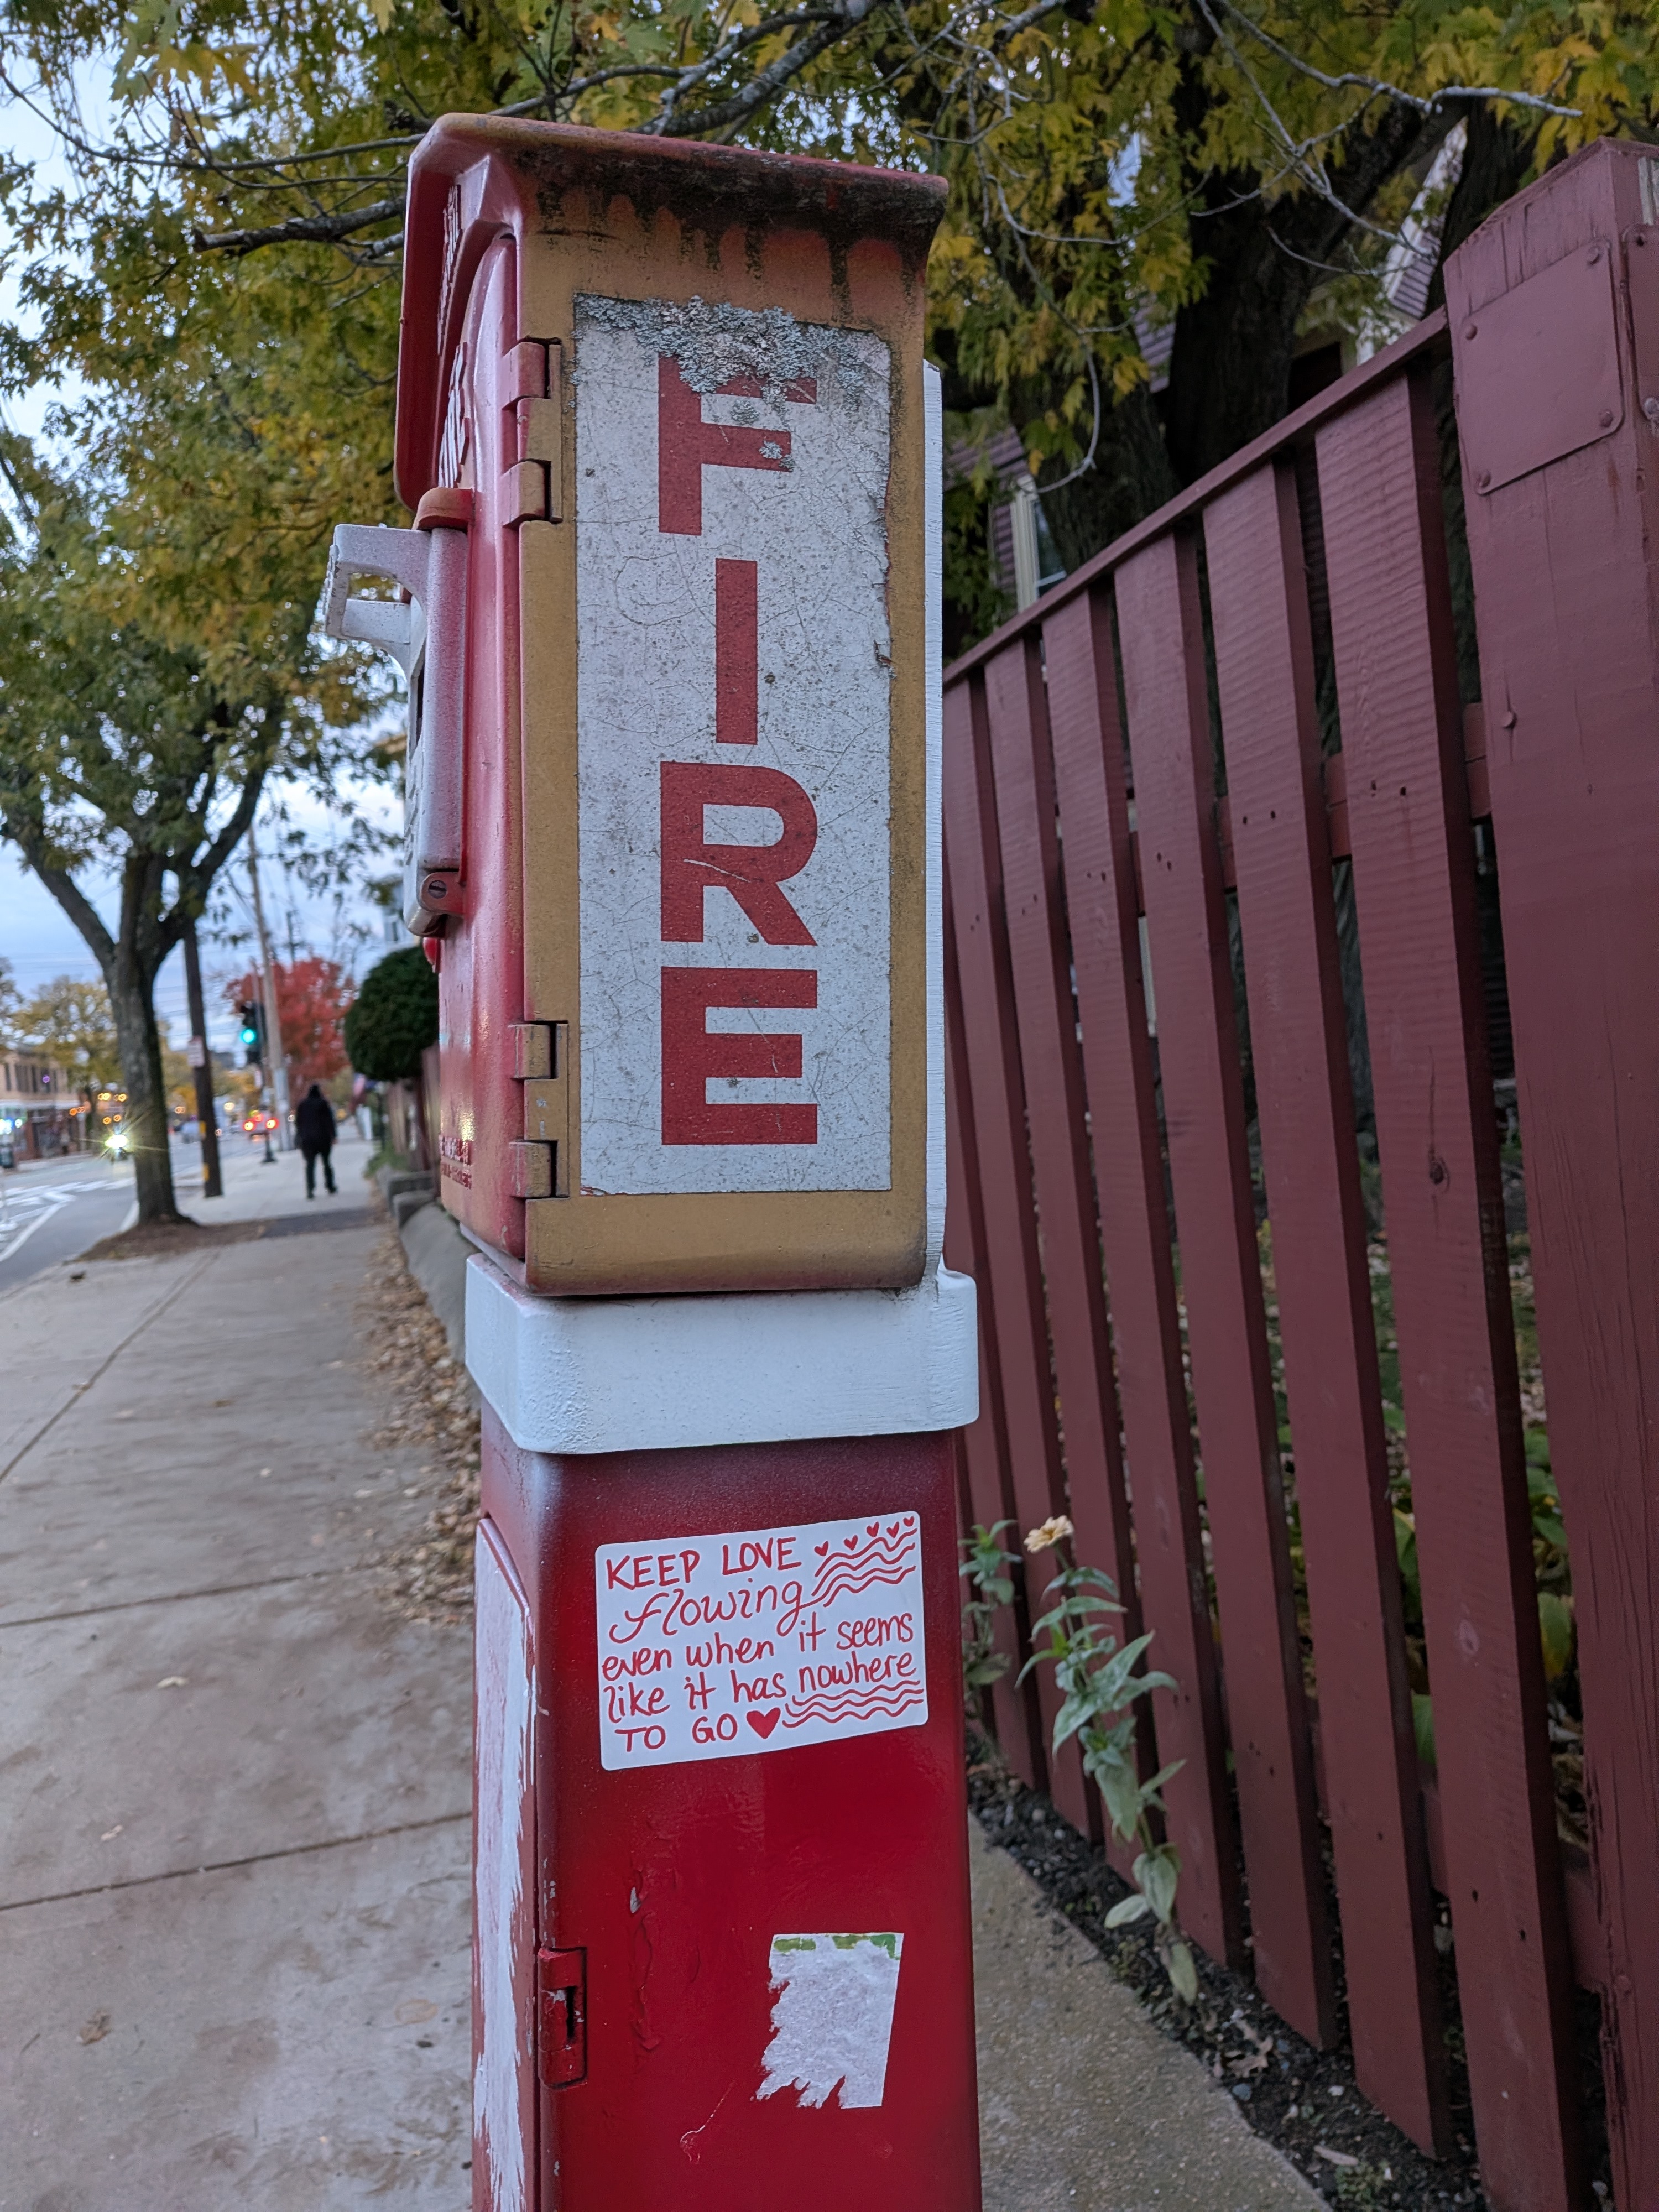 FIRE
KEEP LOVE
flowing
even when it seems
like it has nowhere
TO GO